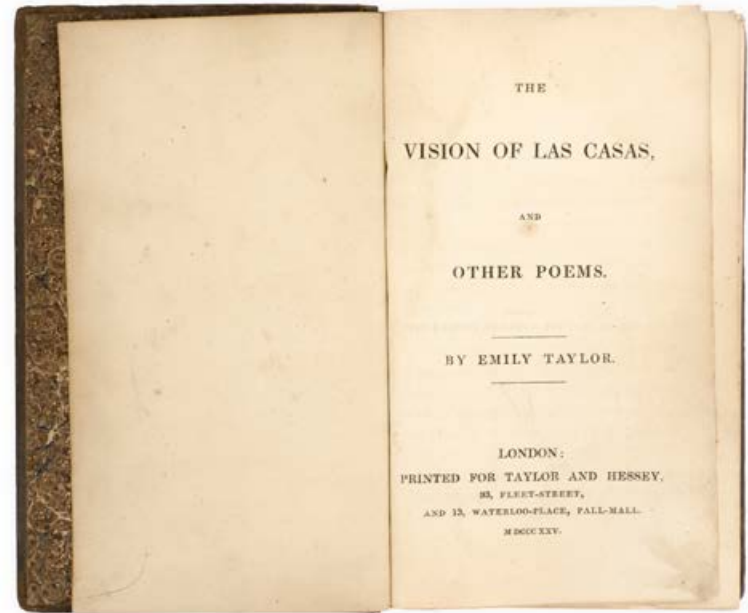 THE
VISION OF LAS CASAS,
AND
OTHER POEMS.
BY EMILY TAYLOR.
LONDON:
PRINTED FOR TAYLOR AND HESSEY,
93, FLEET-STREET,
AND 13, WATERLOO-PLACE, PALL-MALL.
MDCCCXXV.